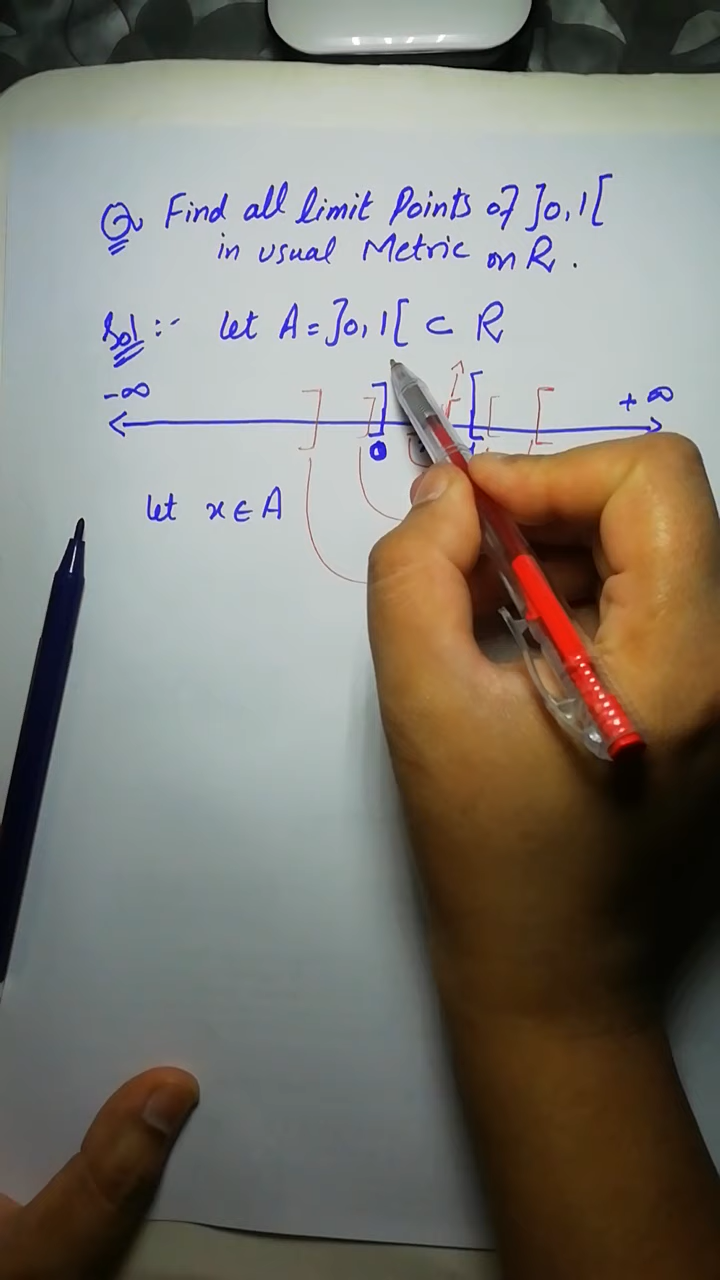 Q Find all limit Points of ]0,1[
in usual Metric on R.
Sol :- let A = ]0,1[ ⊂ R
-∞ +∞
0
let x ∈ A